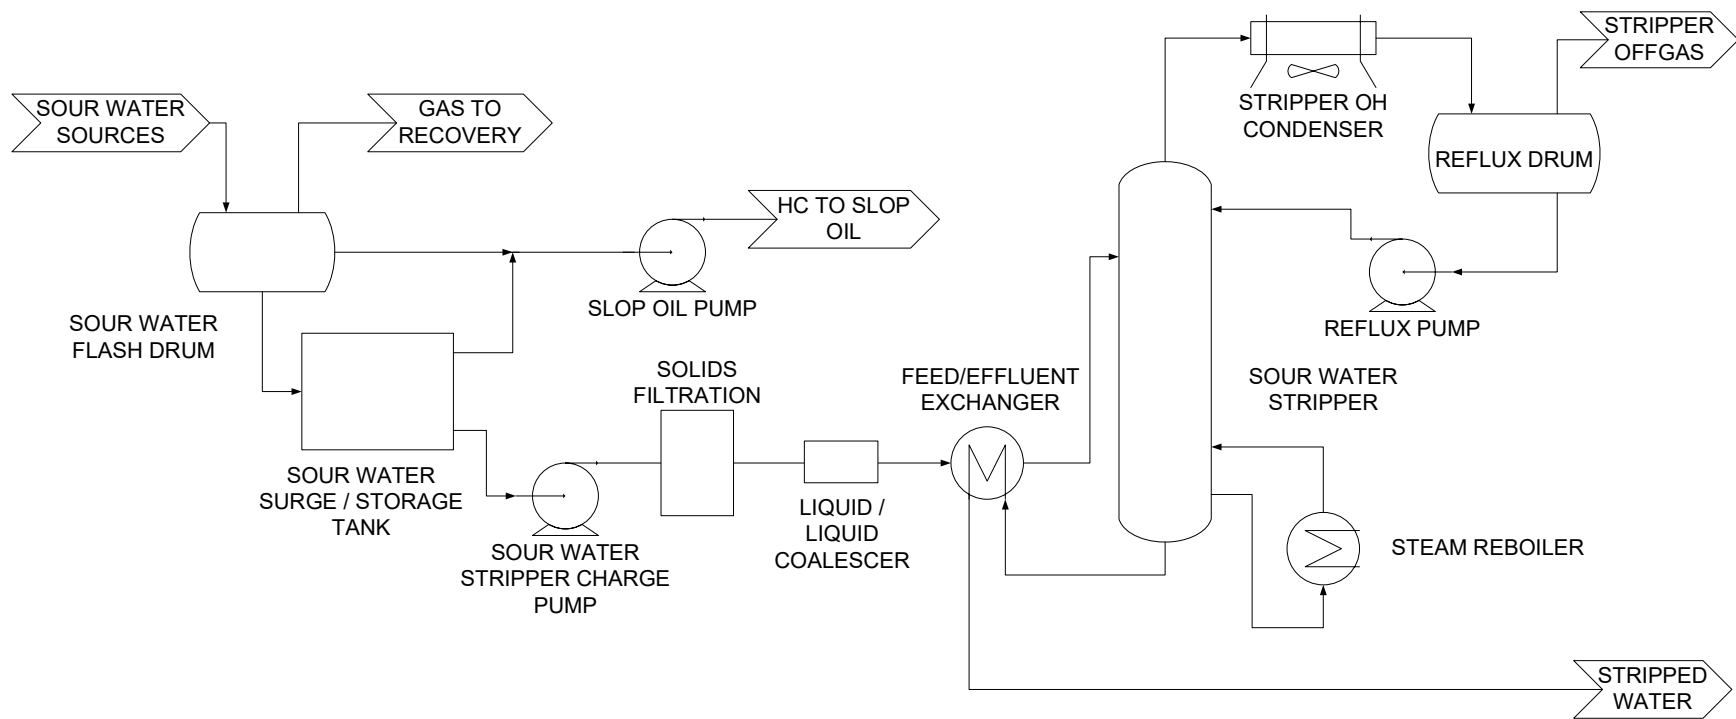 SOUR WATER
SOURCES
GAS TO
RECOVERY
HC TO SLOP
OIL
STRIPPER
OFFGAS
STRIPPER OH
CONDENSER
REFLUX DRUM
SOUR WATER
FLASH DRUM
SLOP OIL PUMP
REFLUX PUMP
SOLIDS
FILTRATION
FEED/EFFLUENT
EXCHANGER
SOUR WATER
STRIPPER
SOUR WATER
SURGE / STORAGE
TANK
SOUR WATER
STRIPPER CHARGE
PUMP
LIQUID /
LIQUID
COALESCER
STEAM REBOILER
STRIPPED
WATER